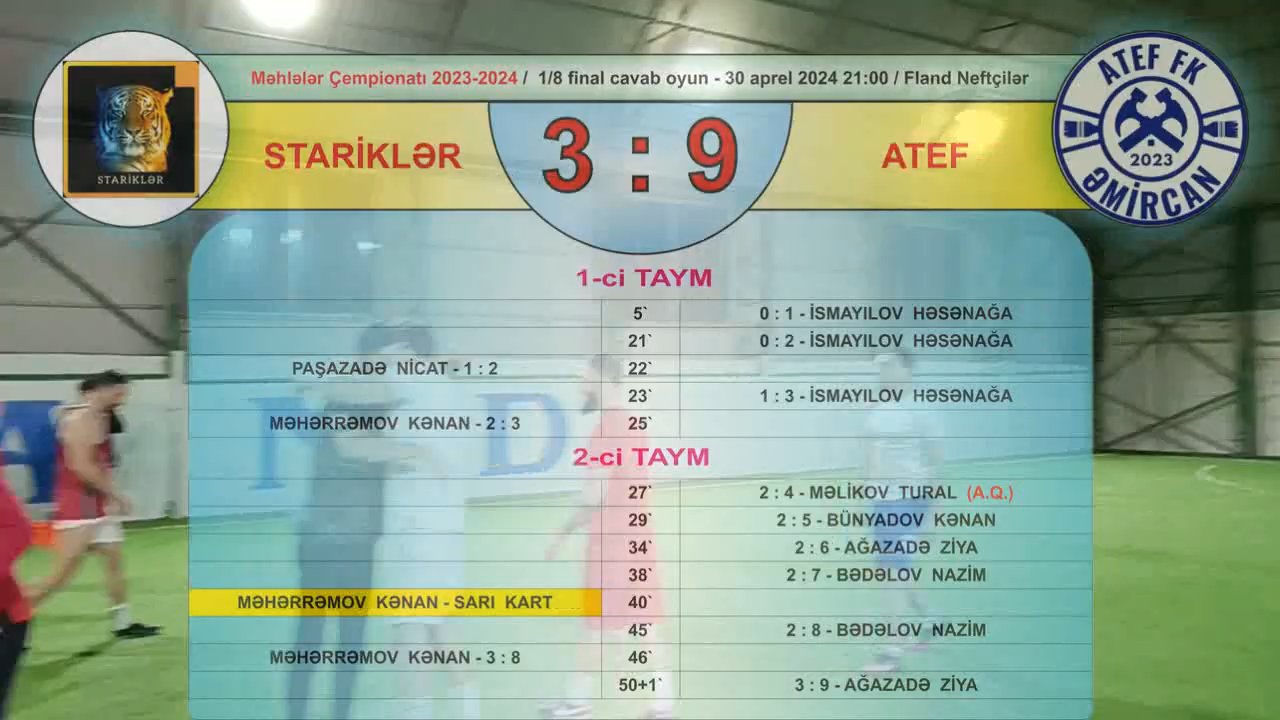 Məhlələr Çempionatı 2023-2024 / 1/8 final cavab oyun - 30 aprel 2024 21:00 / Fland Neftçilər
STARİKLƏR
STARİKLƏR
3 : 9
ATEF
ATEF FK
2023
ƏMİRCAN
1-ci TAYM
5` 0 : 1 - İSMAYILOV HƏSƏNAĞA
21` 0 : 2 - İSMAYILOV HƏSƏNAĞA
PAŞAZADƏ NİCAT - 1 : 2 22`
23` 1 : 3 - İSMAYILOV HƏSƏNAĞA
MƏHƏRRƏMOV KƏNAN - 2 : 3 25`
2-ci TAYM
27` 2 : 4 - MƏLİKOV TURAL (A.Q.)
29` 2 : 5 - BÜNYADOV KƏNAN
34` 2 : 6 - AĞAZADƏ ZİYA
38` 2 : 7 - BƏDƏLOV NAZİM
MƏHƏRRƏMOV KƏNAN - SARI KART 40`
45` 2 : 8 - BƏDƏLOV NAZİM
MƏHƏRRƏMOV KƏNAN - 3 : 8 46`
50+1` 3 : 9 - AĞAZADƏ ZİYA